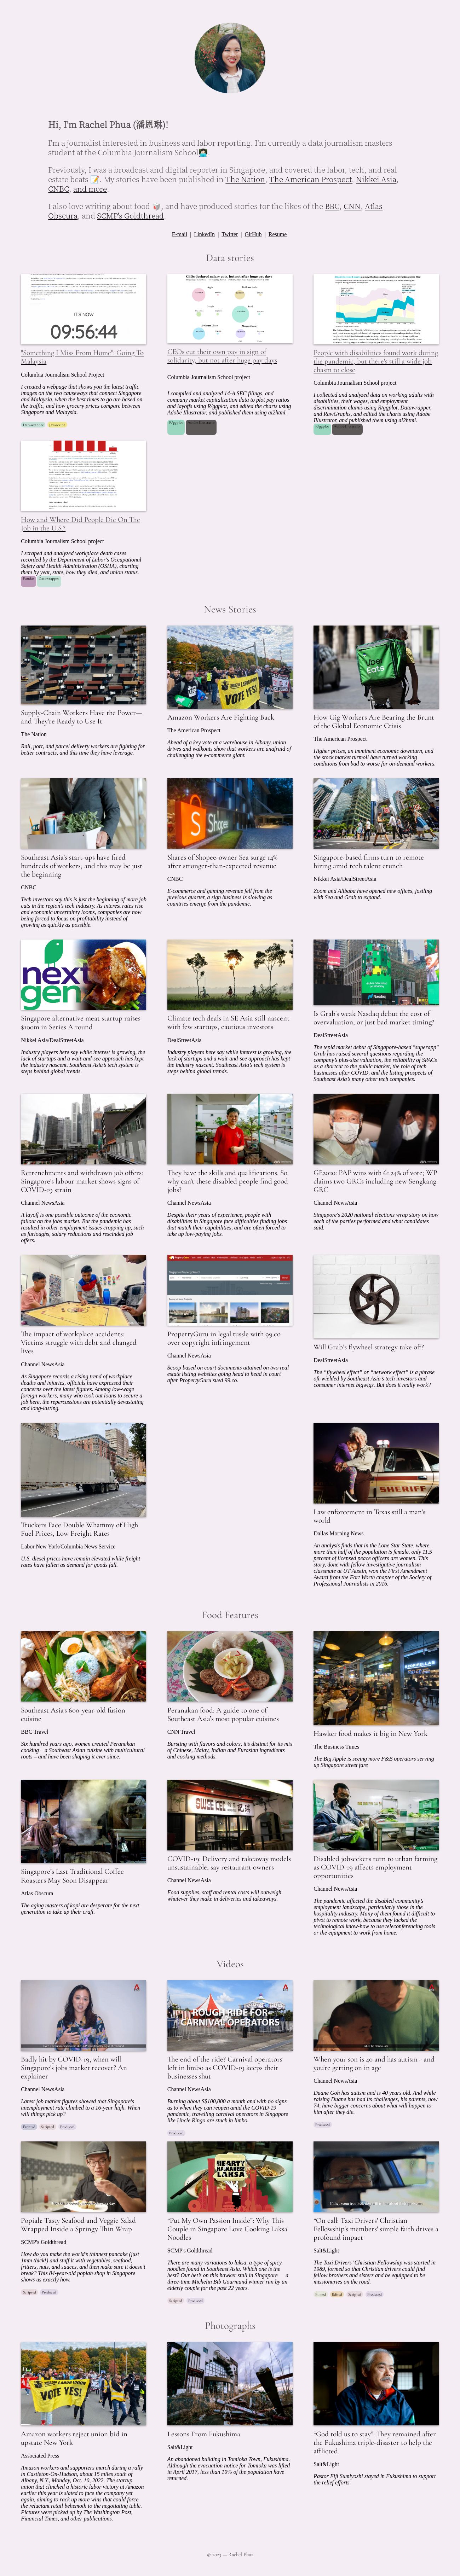 Hi, I'm Rachel Phua (潘恩琳)!
I'm a journalist interested in business and labor reporting. I'm currently a data journalism masters
student at the Columbia Journalism School👩🏻‍💻.
Previously, I was a broadcast and digital reporter in Singapore, and covered the labor, tech, and real
estate beats 📝. My stories have been published in The Nation, The American Prospect, Nikkei Asia,
CNBC, and more.
I also love writing about food 🥡, and have produced stories for the likes of the BBC, CNN, Atlas
Obscura, and SCMP's Goldthread.
E-mail | LinkedIn | Twitter | GitHub | Resume
Data stories
IT'S NOW
09:56:44
"Something I Miss From Home": Going To
Malaysia
Columbia Journalism School Project
I created a webpage that shows you the latest traffic
images on the two causeways that connect Singapore
and Malaysia, when the best times to go are based on
the traffic, and how grocery prices compare between
Singapore and Malaysia.
Datawrapper Javascript
CEOs cut their own pay in sign of
solidarity, but not after huge pay days
Columbia Journalism School project
I compiled and analyzed 14-A SEC filings, and
company market capitalization data to plot pay ratios
and layoffs using R/ggplot, and edited the charts using
Adobe Illustrator, and published them using ai2html.
R/ggplot Adobe Illustrator
People with disabilities found work during
the pandemic, but there's still a wide job
chasm to close
Columbia Journalism School project
I collected and analyzed data on working adults with
disabilities, their wages, and employment
discrimination claims using R/ggplot, Datawrapper,
and RawGraphs, and edited the charts using Adobe
Illustrator, and published them using ai2html.
R/ggplot Adobe Illustrator
How and Where Did People Die On The
Job in the U.S.?
Columbia Journalism School project
I scraped and analyzed workplace death cases
recorded by the Department of Labor's Occupational
Safety and Health Administration (OSHA), charting
them by year, state, how they died, and union status.
Pandas Datawrapper
News Stories
Supply-Chain Workers Have the Power—
and They're Ready to Use It
The Nation
Rail, port, and parcel delivery workers are fighting for
better contracts, and this time they have leverage.
VOTE YES!
Amazon Workers Are Fighting Back
The American Prospect
Ahead of a key vote at a warehouse in Albany, union
drives and walkouts show that workers are unafraid of
challenging the e-commerce giant.
Uber
Eats
How Gig Workers Are Bearing the Brunt
of the Global Economic Crisis
The American Prospect
Higher prices, an imminent economic downturn, and
the stock market turmoil have turned working
conditions from bad to worse for on-demand workers.
Southeast Asia's start-ups have fired
hundreds of workers, and this may be just
the beginning
CNBC
Tech investors say this is just the beginning of more job
cuts in the region's tech industry. As interest rates rise
and economic uncertainty looms, companies are now
being forced to focus on profitability instead of
growing as quickly as possible.
Shopee
Shares of Shopee-owner Sea surge 14%
after stronger-than-expected revenue
CNBC
E-commerce and gaming revenue fell from the
previous quarter, a sign business is slowing as
countries emerge from the pandemic.
Singapore-based firms turn to remote
hiring amid tech talent crunch
Nikkei Asia/DealStreetAsia
Zoom and Alibaba have opened new offices, jostling
with Sea and Grab to expand.
next
gen
Singapore alternative meat startup raises
$100m in Series A round
Nikkei Asia/DealStreetAsia
Industry players here say while interest is growing, the
lack of startups and a wait-and-see approach has kept
the industry nascent. Southeast Asia's tech system is
steps behind global trends.
Climate tech deals in SE Asia still nascent
with few startups, cautious investors
DealStreetAsia
Industry players here say while interest is growing, the
lack of startups and a wait-and-see approach has kept
the industry nascent. Southeast Asia's tech system is
steps behind global trends.
Is Grab's weak Nasdaq debut the cost of
overvaluation, or just bad market timing?
DealStreetAsia
The tepid market debut of Singapore-based "superapp"
Grab has raised several questions regarding the
company's plus-size valuation, the reliability of SPACs
as a shortcut to the public market, the role of tech
businesses after COVID, and the listing prospects of
Southeast Asia's many other tech companies.
Retrenchments and withdrawn job offers:
Singapore's labour market shows signs of
COVID-19 strain
Channel NewsAsia
A layoff is one possible outcome of the economic
fallout on the jobs market. But the pandemic has
resulted in other employment issues cropping up, such
as furloughs, salary reductions and rescinded job
offers.
They have the skills and qualifications. So
why can't these disabled people find good
jobs?
Channel NewsAsia
Despite their years of experience, people with
disabilities in Singapore face difficulties finding jobs
that match their capabilities, and are often forced to
take up low-paying jobs.
GE2020: PAP wins with 61.24% of vote; WP
claims two GRCs including new Sengkang
GRC
Channel NewsAsia
Singapore's 2020 national elections wrap story on how
each of the parties performed and what candidates
said.
The impact of workplace accidents:
Victims struggle with debt and changed
lives
Channel NewsAsia
As Singapore records a rising trend of workplace
deaths and injuries, officials have expressed their
concerns over the latest figures. Among low-wage
foreign workers, many who took out loans to secure a
job here, the repercussions are potentially devastating
and long-lasting.
PropertyGuru in legal tussle with 99.co
over copyright infringement
Channel NewsAsia
Scoop based on court documents attained on two real
estate listing websites going head to head in court
after PropertyGuru sued 99.co.
Will Grab's flywheel strategy take off?
DealStreetAsia
The "flywheel effect" or "network effect" is a phrase
oft-wielded by Southeast Asia's tech investors and
consumer internet bigwigs. But does it really work?
Truckers Face Double Whammy of High
Fuel Prices, Low Freight Rates
Labor New York/Columbia News Service
U.S. diesel prices have remain elevated while freight
rates have fallen as demand for goods fall.
SHERIFF
Law enforcement in Texas still a man's
world
Dallas Morning News
An analysis finds that in the Lone Star State, where
more than half of the population is female, only 11.5
percent of licensed peace officers are women. This
story, done with fellow investigative journalism
classmate at UT Austin, won the First Amendment
Award from the Fort Worth chapter of the Society of
Professional Journalists in 2016.
Food Features
Southeast Asia's 600-year-old fusion
cuisine
BBC Travel
Six hundred years ago, women created Peranakan
cooking – a Southeast Asian cuisine with multicultural
roots – and have been shaping it ever since.
Peranakan food: A guide to one of
Southeast Asia's most popular cuisines
CNN Travel
Bursting with flavors and colors, it's distinct for its mix
of Chinese, Malay, Indian and Eurasian ingredients
and cooking methods.
Hawker food makes it big in New York
The Business Times
The Big Apple is seeing more F&B operators serving
up Singapore street fare
Singapore's Last Traditional Coffee
Roasters May Soon Disappear
Atlas Obscura
The aging masters of kopi are desperate for the next
generation to take up their craft.
SWEE KEE
COVID-19: Delivery and takeaway models
unsustainable, say restaurant owners
Channel NewsAsia
Food supplies, staff and rental costs will outweigh
whatever they make in deliveries and takeaways.
Disabled jobseekers turn to urban farming
as COVID-19 affects employment
opportunities
Channel NewsAsia
The pandemic affected the disabled community's
employment landscape, particularly those in the
hospitality industry. Many of them found it difficult to
pivot to remote work, because they lacked the
technological know-how to use teleconferencing tools
or the equipment to work from home.
Videos
Badly hit by COVID-19, when will
Singapore's jobs market recover? An
explainer
Channel NewsAsia
Latest job market figures showed that Singapore's
unemployment rate climbed to a 16-year high. When
will things pick up?
Fronted Scripted Produced
ROUGH RIDE FOR
CARNIVAL OPERATORS
The end of the ride? Carnival operators
left in limbo as COVID-19 keeps their
businesses shut
Channel NewsAsia
Burning about S$100,000 a month and with no signs
as to when they can reopen amid the COVID-19
pandemic, travelling carnival operators in Singapore
like Uncle Ringo are stuck in limbo.
Produced
When your son is 40 and has autism - and
you're getting on in age
Channel NewsAsia
Duane Goh has autism and is 40 years old. And while
raising Duane has had its challenges, his parents, now
74, have bigger concerns about what will happen to
him after they die.
Produced
Popiah: Tasty Seafood and Veggie Salad
Wrapped Inside a Springy Thin Wrap
SCMP's Goldthread
How do you make the world's thinnest pancake (just
1mm thick!) and stuff it with vegetables, seafood,
fritters, eggs, and sauces, and then make sure it doesn't
break? This 84-year-old popiah shop in Singapore
shows us exactly how.
Scripted Produced
HEARTY
LAKSA
"Put My Own Passion Inside": Why This
Couple in Singapore Love Cooking Laksa
Noodles
SCMP's Goldthread
There are many variations to laksa, a type of spicy
noodles found in Southeast Asia. Which one is the
best? Our bet's on this hawker stall in Singapore — a
three-time Michelin Bib Gourmand winner run by an
elderly couple for the past 22 years.
Scripted Produced
"On call: Taxi Drivers' Christian
Fellowship's members' simple faith drives a
profound impact
Salt&Light
The Taxi Drivers' Christian Fellowship was started in
1989, formed so that Christian drivers could find
fellow brothers and sisters and be equipped to be
missionaries on the road.
Filmed Edited Scripted Produced
Photographs
VOTE YES!
Amazon workers reject union bid in
upstate New York
Associated Press
Amazon workers and supporters march during a rally
in Castleton-On-Hudson, about 15 miles south of
Albany, N.Y., Monday, Oct. 10, 2022. The startup
union that clinched a historic labor victory at Amazon
earlier this year is slated to face the company yet
again, aiming to rack up more wins that could force
the reluctant retail behemoth to the negotiating table.
Pictures were picked up by The Washington Post,
Financial Times, and other publications.
Lessons From Fukushima
Salt&Light
An abandoned building in Tomioka Town, Fukushima.
Although the evacuation notice for Tomioka was lifted
in April 2017, less than 10% of the population have
returned.
"God told us to stay": They remained after
the Fukushima triple-disaster to help the
afflicted
Salt&Light
Pastor Eiji Sumiyoshi stayed in Fukushima to support
the relief efforts.
© 2023 — Rachel Phua